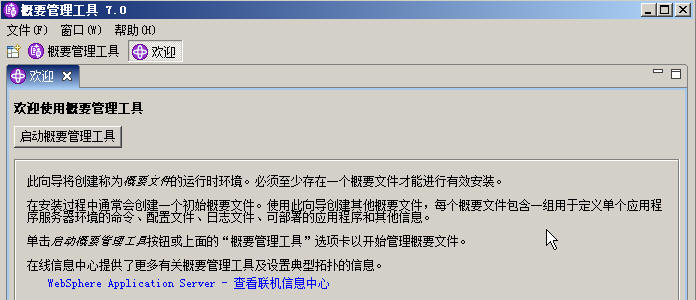 概要管理工具 7.0
文件(F) 窗口(W) 帮助(H)
概要管理工具 欢迎
欢迎
欢迎使用概要管理工具
启动概要管理工具
此向导将创建称为概要文件的运行时环境。必须至少存在一个概要文件才能进行有效安装。
在安装过程中通常会创建一个初始概要文件。使用此向导创建其他概要文件，每个概要文件包含一组用于定义单个应用程
序服务器环境的命令、配置文件、日志文件、可部署的应用程序和其他信息。
单击启动概要管理工具按钮或上面的“概要管理工具”选项卡以开始管理概要文件。
在线信息中心提供了更多有关概要管理工具及设置典型拓扑的信息。
WebSphere Application Server - 查看联机信息中心